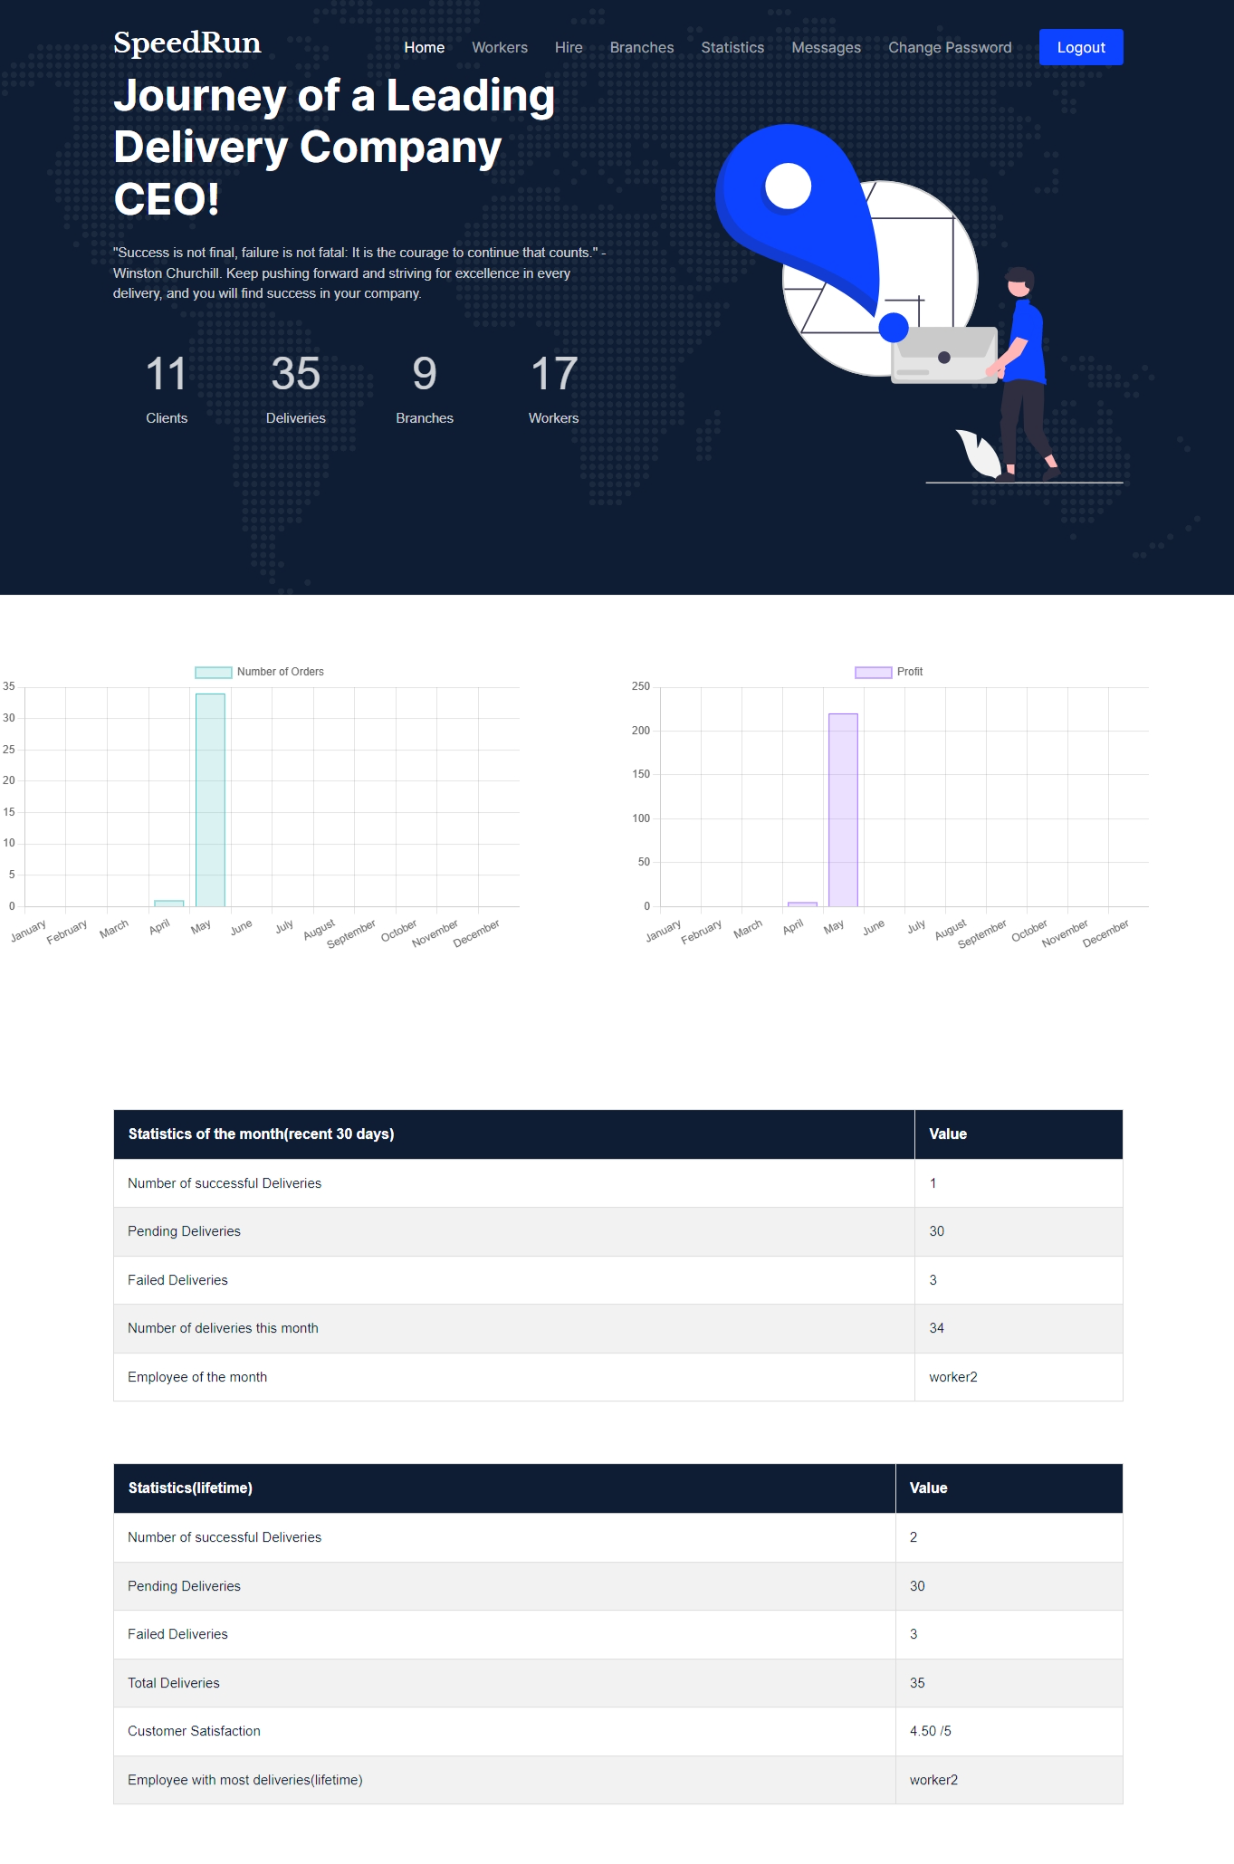 SpeedRun
Home Workers Hire Branches Statistics Messages Change Password Logout
Journey of a Leading
Delivery Company
CEO!
"Success is not final, failure is not fatal: It is the courage to continue that counts." -
Winston Churchill. Keep pushing forward and striving for excellence in every
delivery, and you will find success in your company.
11 35 9 17
Clients Deliveries Branches Workers
Number of Orders
35
30
25
20
15
10
5
0
January February March April May June July August September October November December
Profit
250
200
150
100
50
0
January February March April May June July August September October November December
Statistics of the month(recent 30 days) Value
Number of successful Deliveries 1
Pending Deliveries 30
Failed Deliveries 3
Number of deliveries this month 34
Employee of the month worker2
Statistics(lifetime) Value
Number of successful Deliveries 2
Pending Deliveries 30
Failed Deliveries 3
Total Deliveries 35
Customer Satisfaction 4.50 /5
Employee with most deliveries(lifetime) worker2